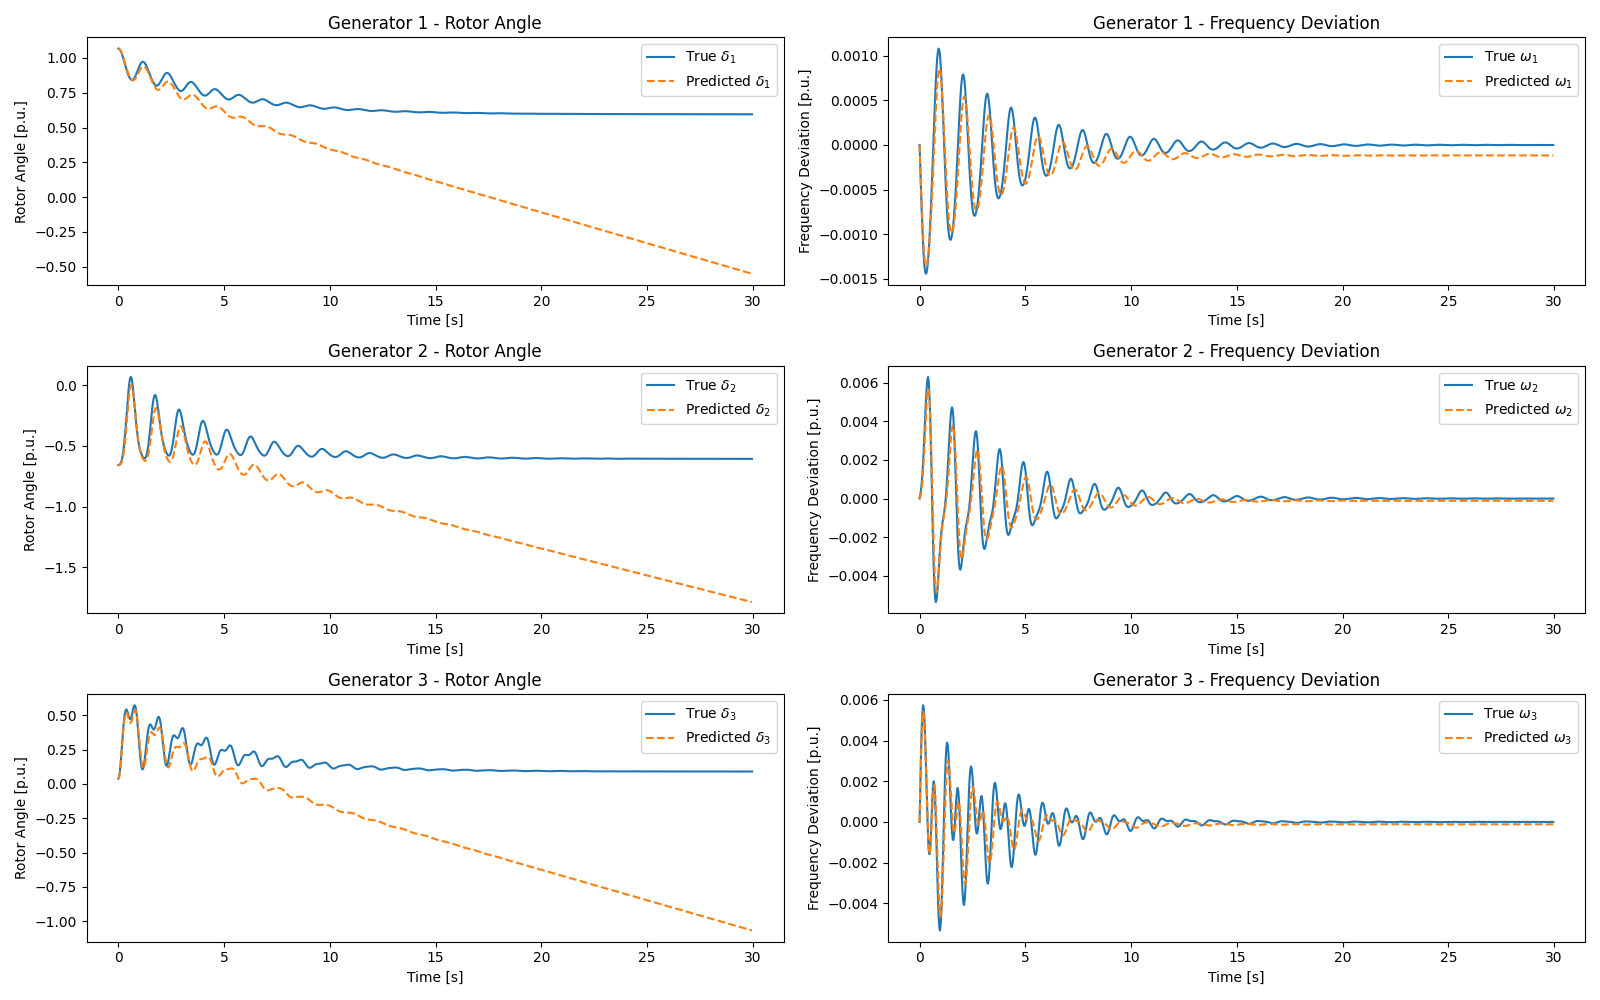 Generator 1 - Rotor Angle
Rotor Angle [p.u.]
1.00
0.75
0.50
0.25
0.00
−0.25
−0.50
True δ1
Predicted δ1
0 5 10 15 20 25 30
Time [s]
Generator 1 - Frequency Deviation
Frequency Deviation [p.u.]
0.0010
0.0005
0.0000
−0.0005
−0.0010
−0.0015
True ω1
Predicted ω1
0 5 10 15 20 25 30
Time [s]
Generator 2 - Rotor Angle
Rotor Angle [p.u.]
0.0
−0.5
−1.0
−1.5
True δ2
Predicted δ2
0 5 10 15 20 25 30
Time [s]
Generator 2 - Frequency Deviation
Frequency Deviation [p.u.]
0.006
0.004
0.002
0.000
−0.002
−0.004
True ω2
Predicted ω2
0 5 10 15 20 25 30
Time [s]
Generator 3 - Rotor Angle
Rotor Angle [p.u.]
0.50
0.25
0.00
−0.25
−0.50
−0.75
−1.00
True δ3
Predicted δ3
0 5 10 15 20 25 30
Time [s]
Generator 3 - Frequency Deviation
Frequency Deviation [p.u.]
0.006
0.004
0.002
0.000
−0.002
−0.004
True ω3
Predicted ω3
0 5 10 15 20 25 30
Time [s]